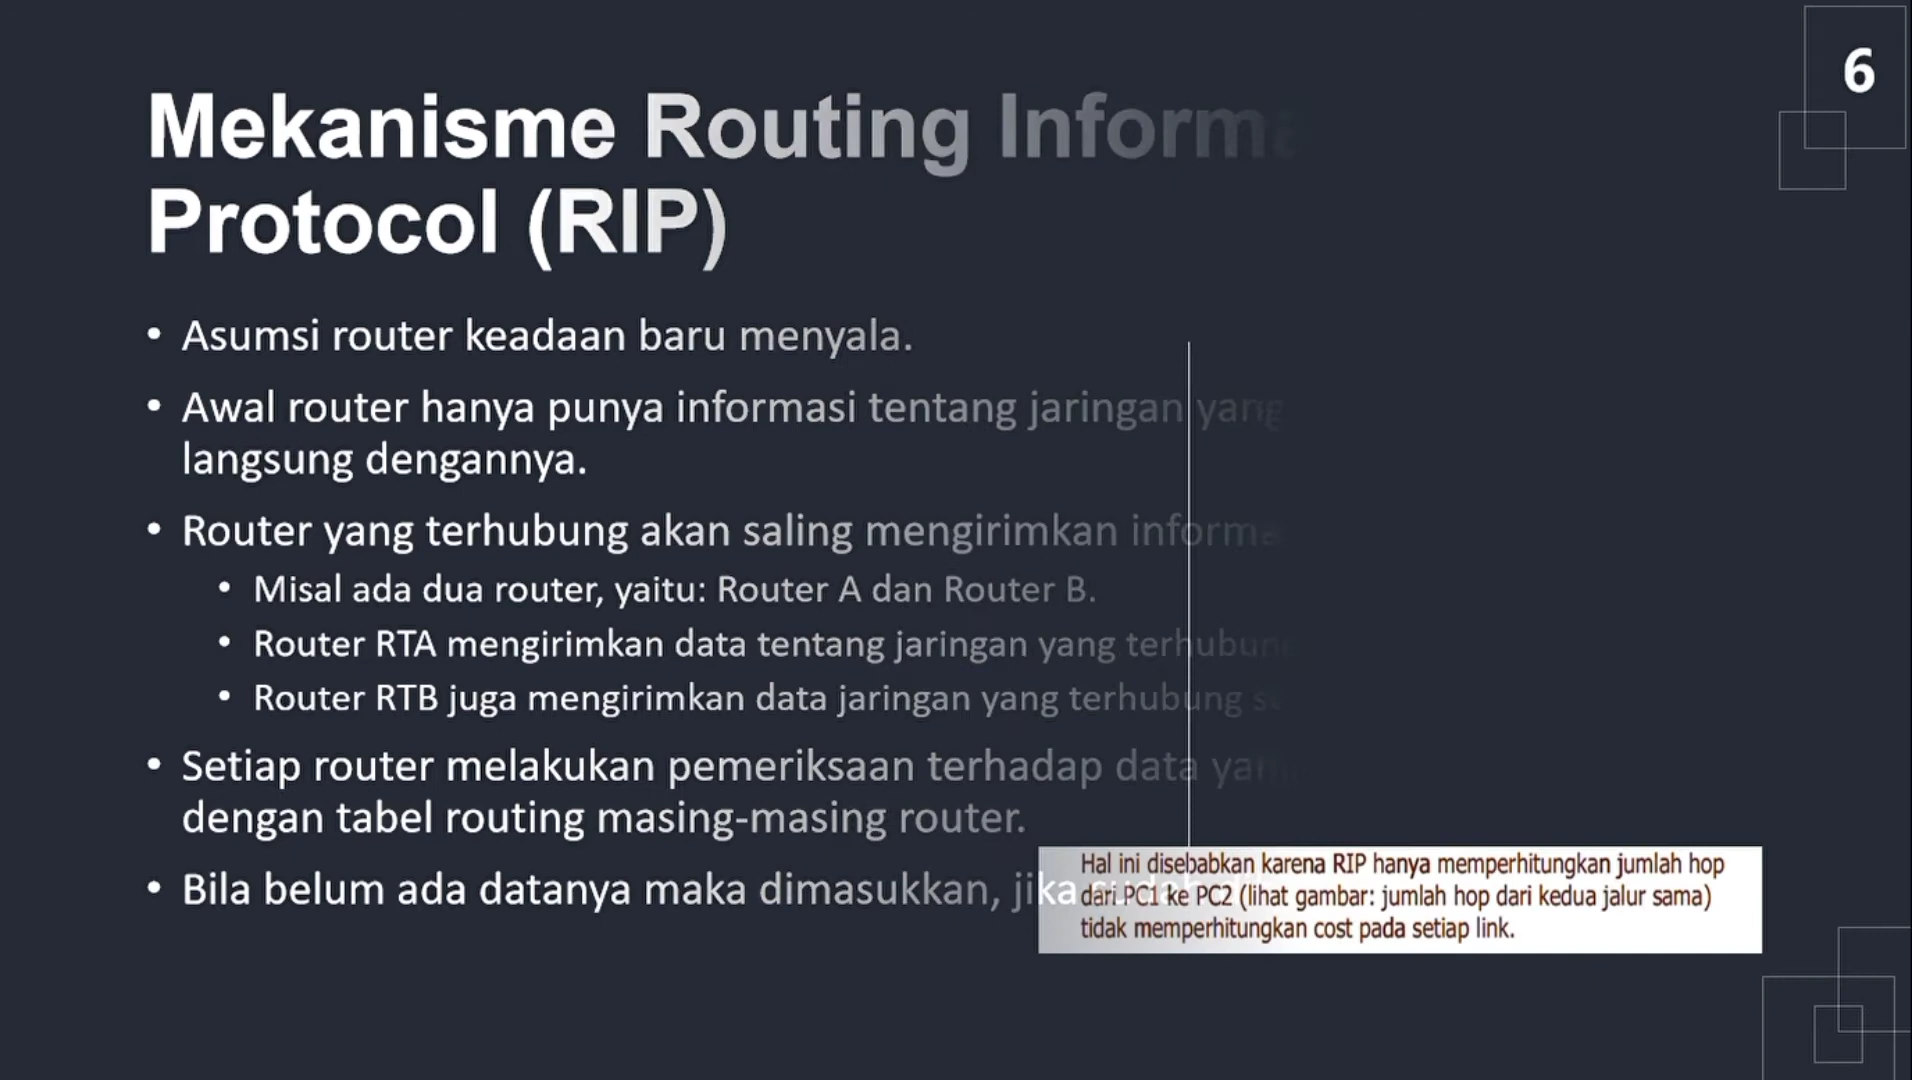 6
Mekanisme Routing Inform
Protocol (RIP)
• Asumsi router keadaan baru menyala.
• Awal router hanya punya informasi tentang jaringan yang
langsung dengannya.
• Router yang terhubung akan saling mengirimkan
• Misal ada dua router, yaitu: Router A dan Router B.
• Router RTA mengirimkan data tentang jaringan yang terhubung
• Router RTB juga mengirimkan data jaringan yang terhubung
• Setiap router melakukan pemeriksaan terhadap data yang
dengan tabel routing masing-masing router.
• Bila belum ada datanya maka dimasukkan, jika sudah
Hal ini disebabkan karena RIP hanya memperhitungkan jumlah hop
dari PC1 ke PC2 (lihat gambar: jumlah hop dari kedua jalur sama)
tidak memperhitungkan cost pada setiap link.